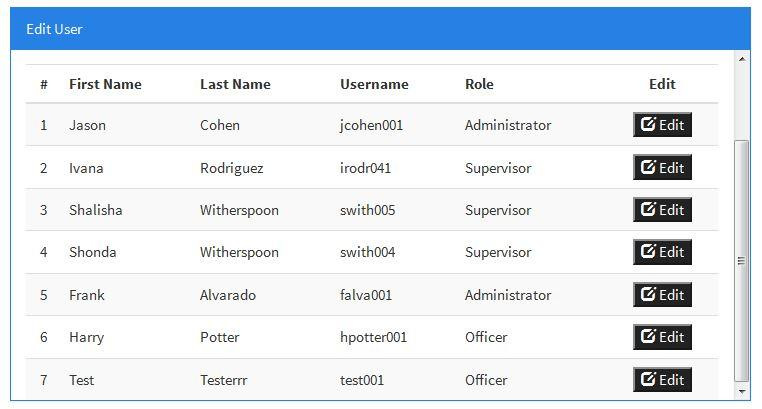 Edit User
# First Name Last Name Username Role Edit
1 Jason Cohen jcohen001 Administrator Edit
2 Ivana Rodriguez irodr041 Supervisor Edit
3 Shalisha Witherspoon swith005 Supervisor Edit
4 Shonda Witherspoon swith004 Supervisor Edit
5 Frank Alvarado falva001 Administrator Edit
6 Harry Potter hpotter001 Officer Edit
7 Test Testerrr test001 Officer Edit